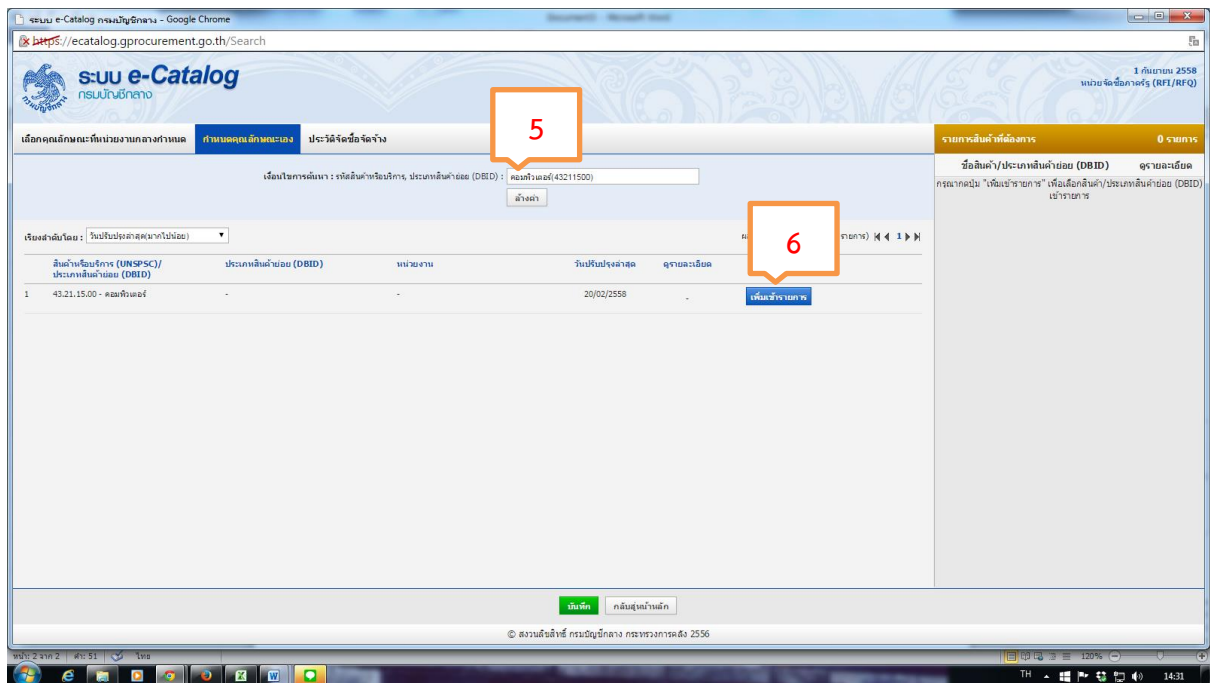 ระบบ e-Catalog กรมบัญชีกลาง - Google Chrome
https://ecatalog.gprocurement.go.th/Search
ระบบ e-Catalog
กรมบัญชีกลาง
1 กันยายน 2558
หน่วยจัดซื้อภาครัฐ (RFI/RFQ)
เลือกคุณลักษณะที่หน่วยงานกลางกำหนด กำหนดคุณลักษณะเอง ประวัติจัดซื้อจัดจ้าง
5
รายการสินค้าที่ต้องการ 0 รายการ
ชื่อสินค้า/ประเภทสินค้าย่อย (DBID) ดูรายละเอียด
กรุณากดปุ่ม "เพิ่มเข้ารายการ" เพื่อเลือกสินค้า/ประเภทสินค้าย่อย (DBID)
เข้ารายการ
เงื่อนไขการค้นหา : รหัสสินค้าหรือบริการ, ประเภทสินค้าย่อย (DBID) : คอมพิวเตอร์(43211500)
ล้างค่า
เรียงลำดับโดย : วันปรับปรุงล่าสุด(มากไปน้อย)
6
รายการ) 1
สินค้าหรือบริการ (UNSPSC)/
ประเภทสินค้าย่อย (DBID)
ประเภทสินค้าย่อย (DBID) หน่วยงาน วันปรับปรุงล่าสุด ดูรายละเอียด
1 43.21.15.00 - คอมพิวเตอร์ - - 20/02/2558 - เพิ่มเข้ารายการ
บันทึก กลับสู่หน้าหลัก
© สงวนลิขสิทธิ์ กรมบัญชีกลาง กระทรวงการคลัง 2556
หน้า: 2 จาก 2 คำ: 51 ไทย 120%
TH 14:31